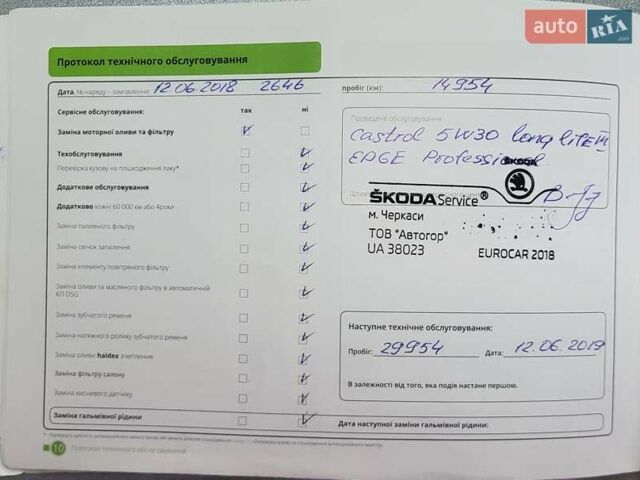 auto RIA.com
Протокол технічного обслуговування
Дата, № наряду - замовлення: 12.06.2018 2646 пробіг (км): 14954
Сервісне обслуговування: так ні
Заміна моторної оливи та фільтру
Проведене обслуговування
Castrol 5W30 longlife III
EDGE Professional.
Техобслуговування
Перевірка кузову на пошкодження лаку*
Додаткове обслуговування
Додатково кожні 60 000 км або 4роки
Заміна паливного фільтру
Заміна свічок запалення
Заміна елементу повітряного фільтру
Заміна оливи та масляного фільтру в автоматичній
КП DSG
Заміна зубчатого ременя
Заміна натяжного ролику зубчатого ременя
Заміна оливи haldex зчеплення
Заміна фільтру салону
Заміна кисневого датчику
Заміна гальмівної рідини
SKODA
ŠKODA Service®
м. Черкаси
ТОВ "Автогор"
UA 38023 EUROCAR 2018
Наступне технічне обслуговування:
Пробіг: 29954 Дата: 12.06.2019
В залежності від того, яка подія настане першою.
Дата наступної заміни гальмівної рідини:
10 Протокол технічного обслуговування